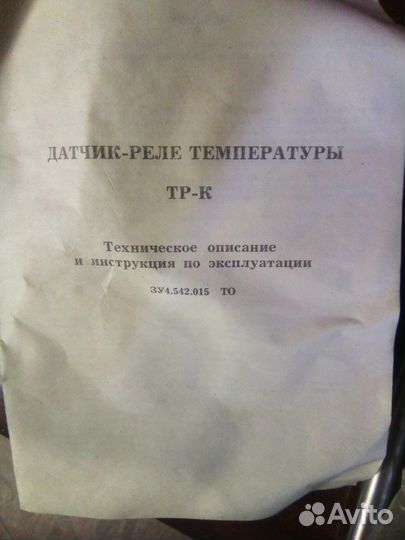 ДАТЧИК-РЕЛЕ ТЕМПЕРАТУРЫ
ТР-К
Техническое описание
и инструкция по эксплуатации
ЗУ4.542.015 ТО
Avito